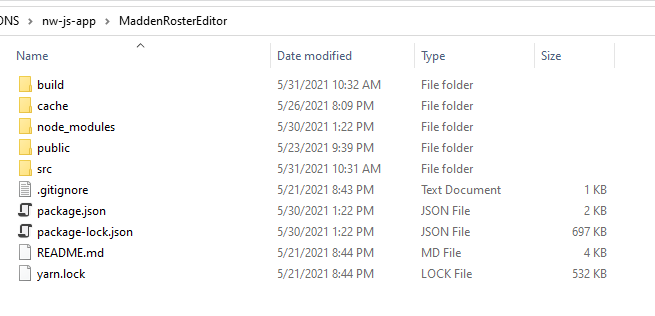 ONS > nw-js-app > MaddenRosterEditor
Name Date modified Type Size
build 5/31/2021 10:32 AM File folder
cache 5/26/2021 8:09 PM File folder
node_modules 5/30/2021 1:22 PM File folder
public 5/23/2021 9:39 PM File folder
src 5/31/2021 10:31 AM File folder
.gitignore 5/21/2021 8:43 PM Text Document 1 KB
package.json 5/30/2021 1:22 PM JSON File 2 KB
package-lock.json 5/30/2021 1:22 PM JSON File 697 KB
README.md 5/21/2021 8:44 PM MD File 4 KB
yarn.lock 5/21/2021 8:44 PM LOCK File 532 KB